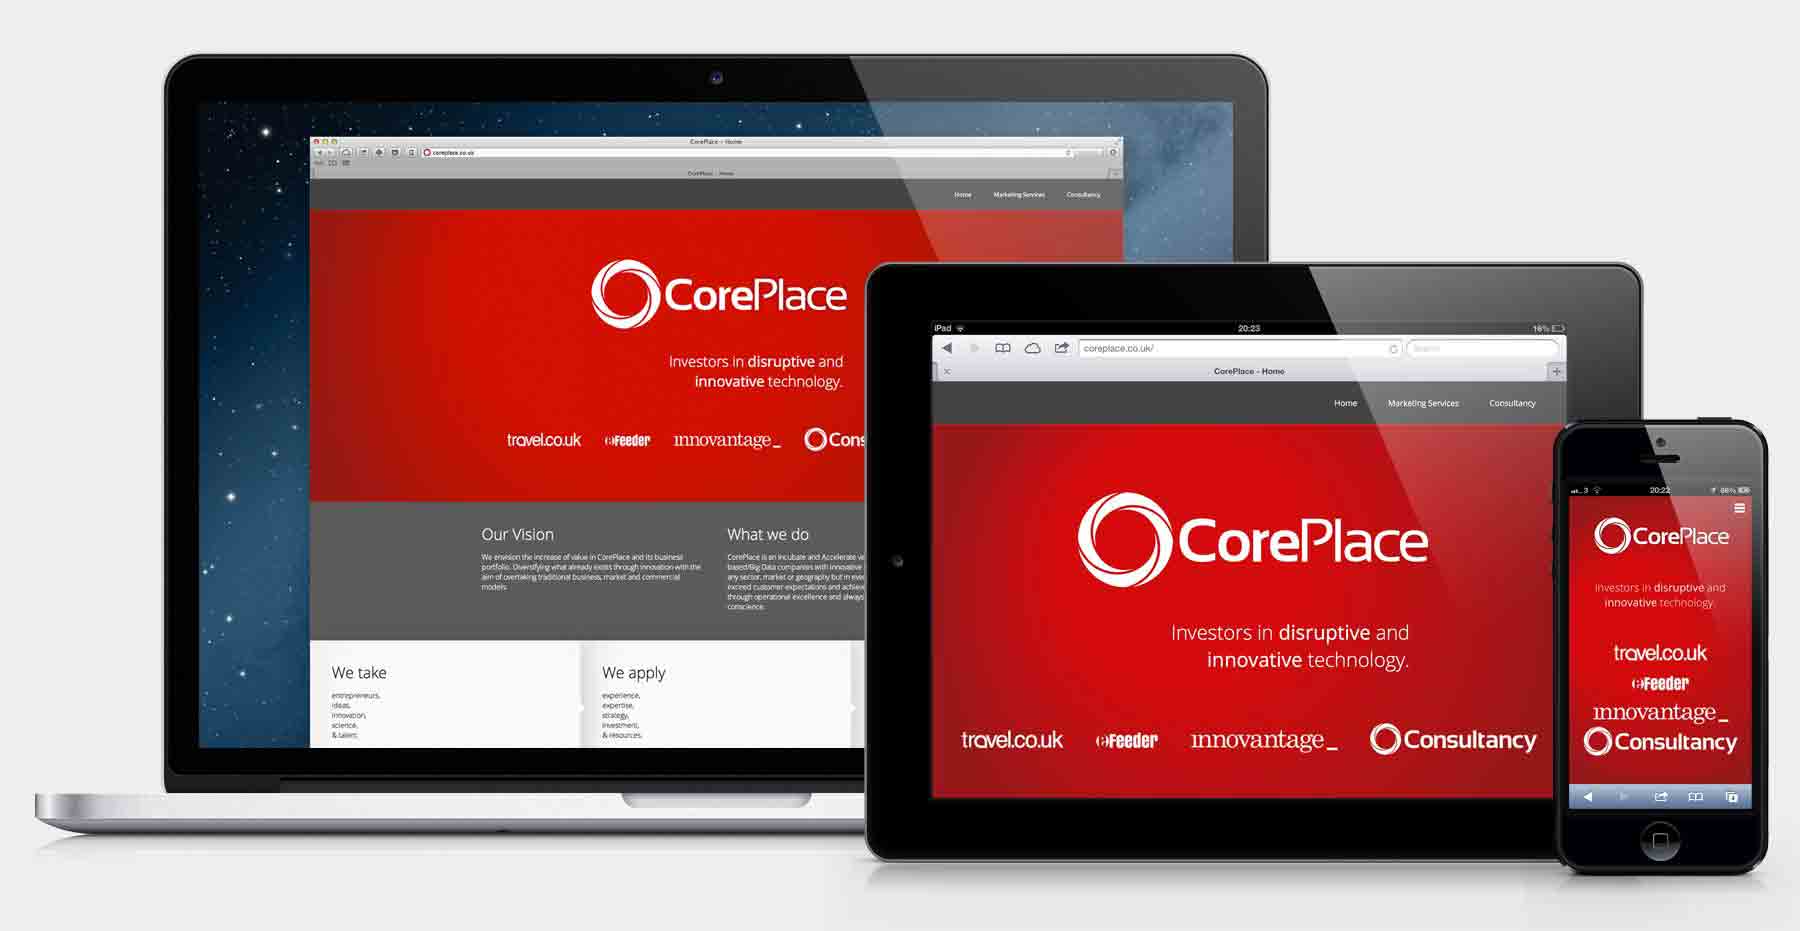 CorePlace – Home
coreplace.co.uk
CorePlace – Home
Home Marketing Services Consultancy
CorePlace
Investors in disruptive and
innovative technology.
travel.co.uk Feeder innovantage_ Cons
Our Vision
We envision the increase of value in CorePlace and its business
portfolio. Diversifying what already exists through innovation with the
aim of overtaking traditional business, market and commercial
models.
What we do
CorePlace is an Incubate and Accelerate ve
based/Big Data companies with innovative
any sector, market or geography but in eve
exceed customer expectations and achieve
through operational excellence and always
conscience.
We take
entrepreneurs,
ideas,
innovation,
science,
& talent.
We apply
experience,
expertise,
strategy,
investment,
& resources.
iPad 20:23 16%
coreplace.co.uk/ Search
CorePlace – Home
Home Marketing Services Consultancy
CorePlace
Investors in disruptive and
innovative technology.
travel.co.uk Feeder innovantage_ Consultancy
3 20:22 86%
CorePlace
Investors in disruptive and
innovative technology.
travel.co.uk
Feeder
innovantage_
Consultancy